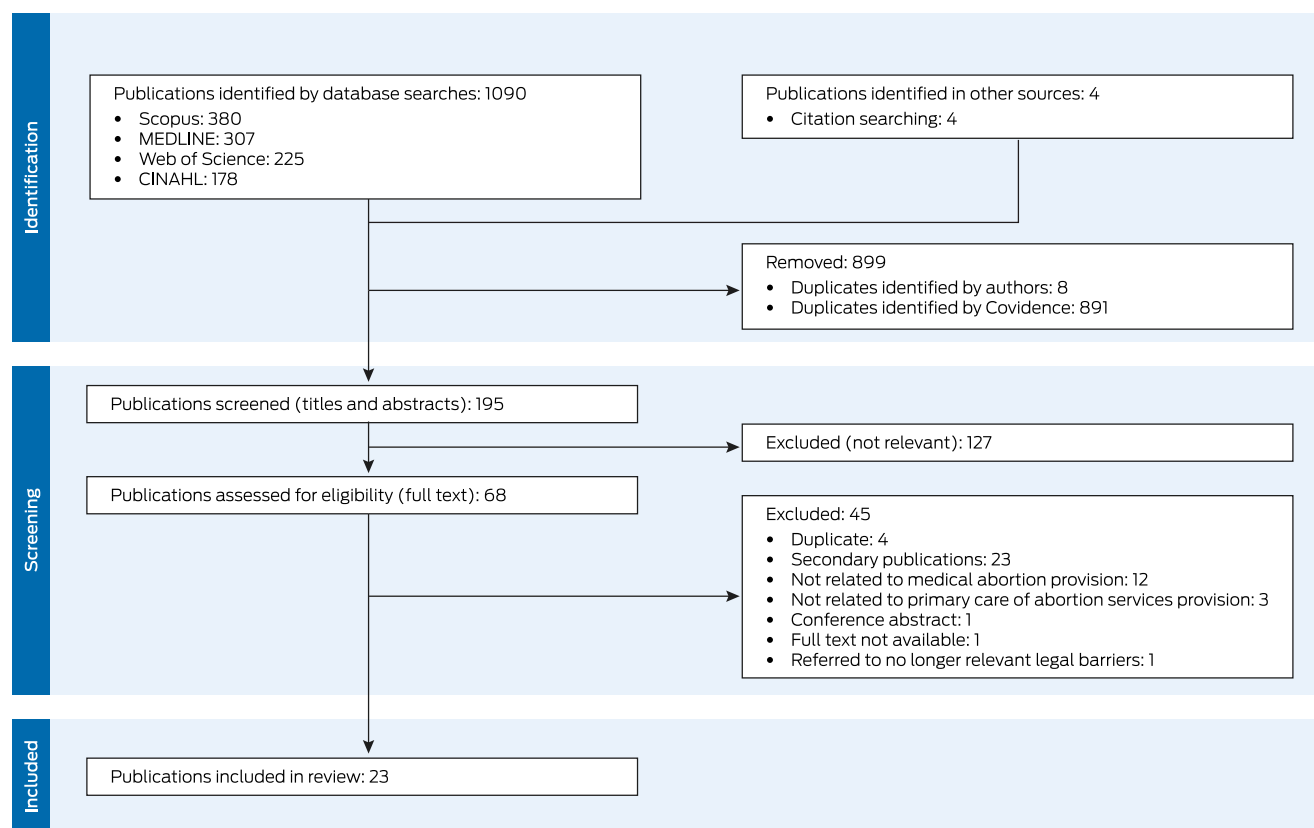 Identification
Publications identified by database searches: 1090
• Scopus: 380
• MEDLINE: 307
• Web of Science: 225
• CINAHL: 178
Publications identified in other sources: 4
• Citation searching: 4
Removed: 899
• Duplicates identified by authors: 8
• Duplicates identified by Covidence: 891
Screening
Publications screened (titles and abstracts): 195
Excluded (not relevant): 127
Publications assessed for eligibility (full text): 68
Excluded: 45
• Duplicate: 4
• Secondary publications: 23
• Not related to medical abortion provision: 12
• Not related to primary care of abortion services provision: 3
• Conference abstract: 1
• Full text not available: 1
• Referred to no longer relevant legal barriers: 1
Included
Publications included in review: 23